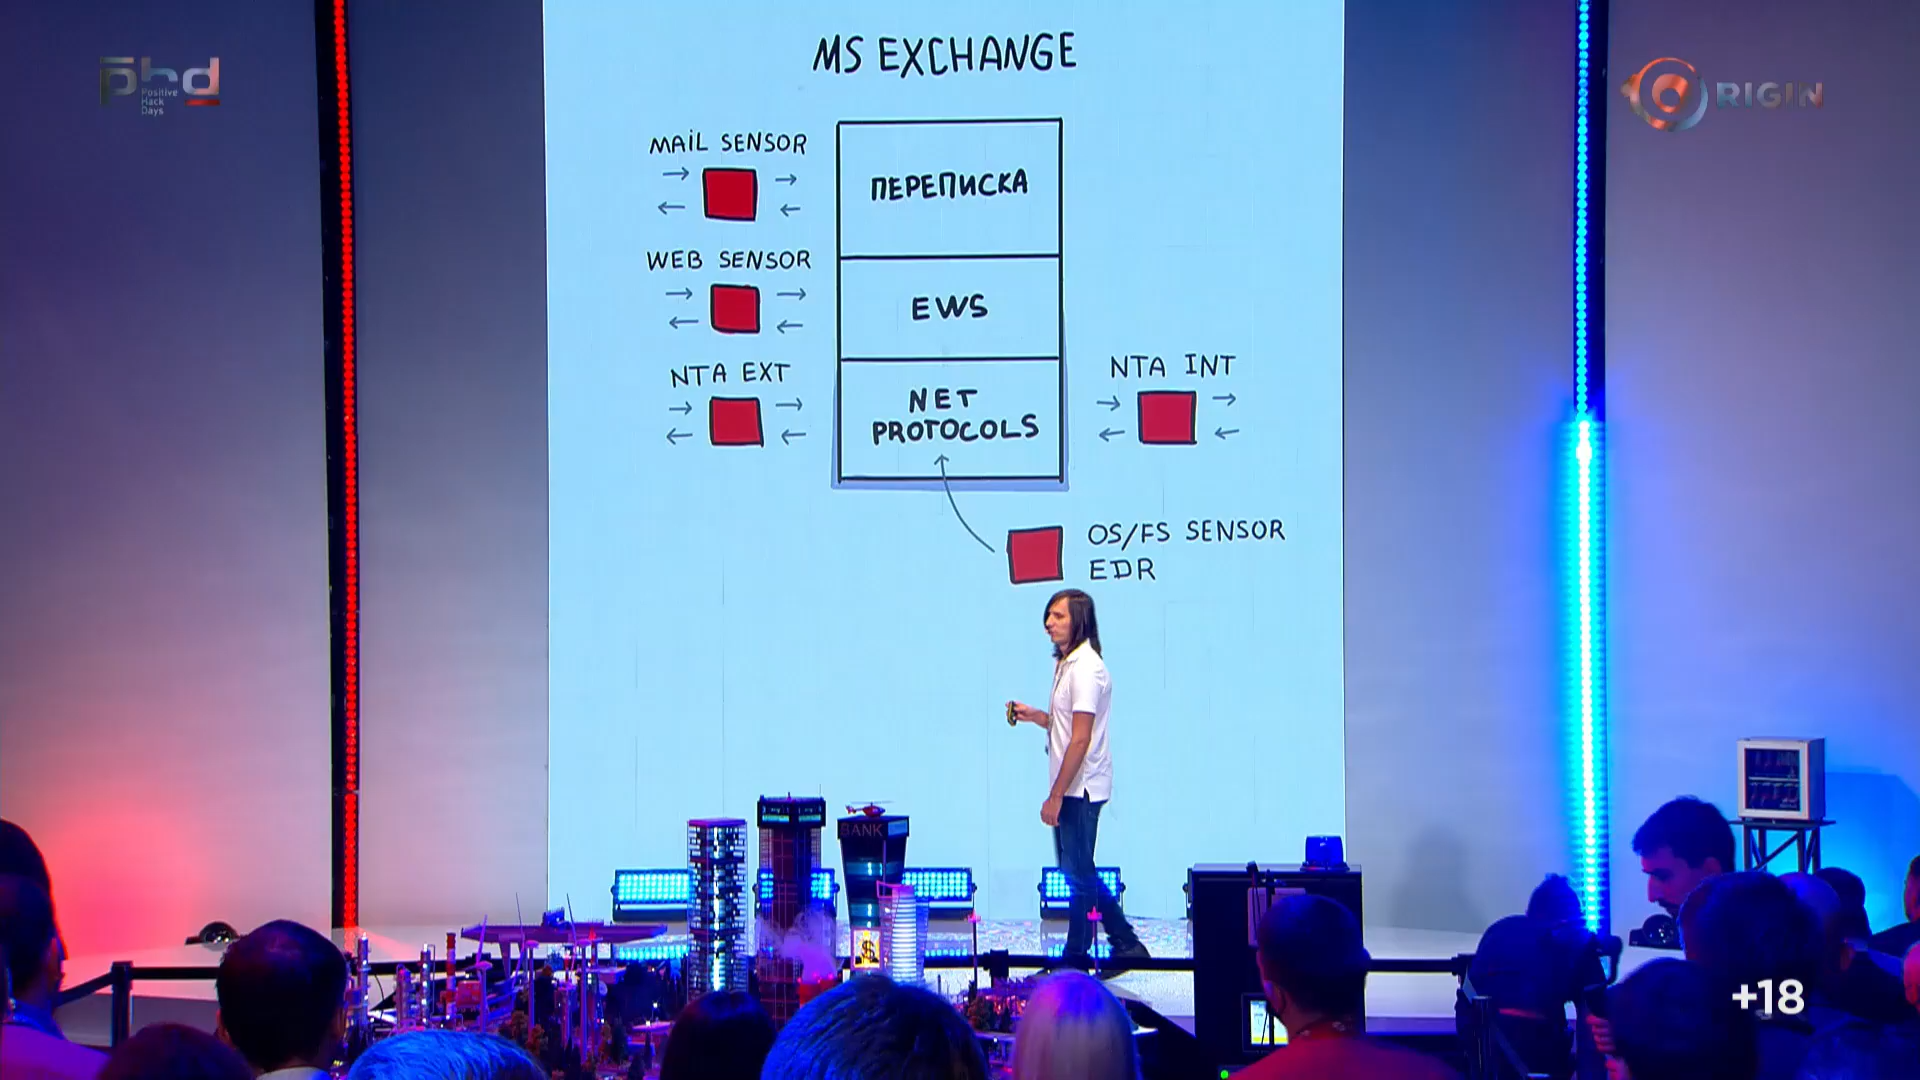 MS EXCHANGE
phd
Positive
Hack
Days
ORIGIN
MAIL SENSOR
ПЕРЕПИСКА
WEB SENSOR
EWS
NTA EXT
NTA INT
NET
PROTOCOLS
OS/FS SENSOR
EDR
BANK
$
+18